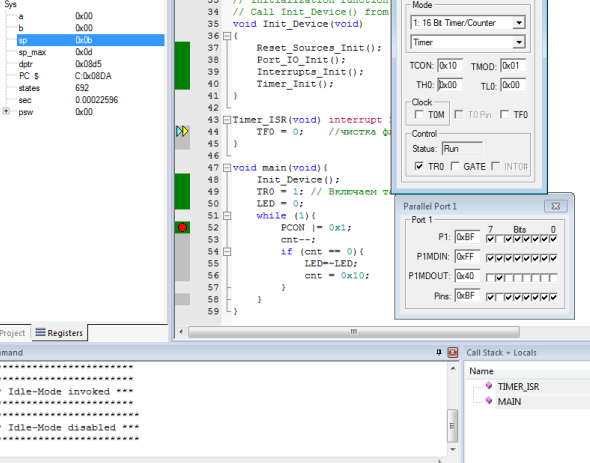 Sys
a 0x00
b 0x00
sp 0x0b
sp_max 0x0d
dptr 0x08d5
PC $ C:0x08DA
states 692
sec 0.00022596
psw 0x00
Project Registers
33 // Initialization function
34 // Call Init_Device() from
35 void Init_Device(void)
36 {
37 Reset_Sources_Init();
38 Port_IO_Init();
39 Interrupts_Init();
40 Timer_Init();
41 }
42
43 Timer_ISR(void) interrupt
44 TF0 = 0; //чистка
45 }
46
47 void main(void){
48 Init_Device();
49 TR0 = 1; // Включаем
50 LED = 0;
51 while (1){
52 PCON |= 0x1;
53 cnt--;
54 if (cnt == 0){
55 LED=~LED;
56 cnt = 0x10;
57 }
58 }
59 }
Mode
1: 16 Bit Timer/Counter
Timer
TCON: 0x10 TMOD: 0x01
TH0: 0x00 TL0: 0x00
Clock
T0M T0 Pin TF0
Control
Status: Run
TR0 GATE INT0#
Parallel Port 1
Port 1
7 Bits 0
P1: 0xBF
P1MDIN: 0xFF
P1MDOUT: 0x40
Pins: 0xBF
***********************
***********************
Idle-Mode invoked ***
***********************
***********************
Idle-Mode disabled ***
***********************
Call Stack + Locals
Name
TIMER_ISR
MAIN